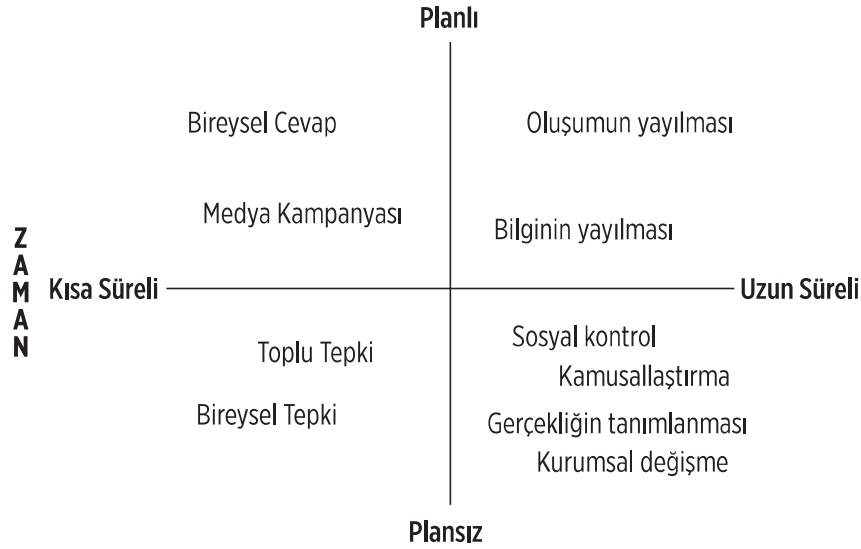 Planlı
Bireysel Cevap
Oluşumun yayılması
Medya Kampanyası
Bilginin yayılması
ZAMAN
Kısa Süreli
Uzun Süreli
Toplu Tepki
Sosyal kontrol
Kamusallaştırma
Bireysel Tepki
Gerçekliğin tanımlanması
Kurumsal değişme
Plansız